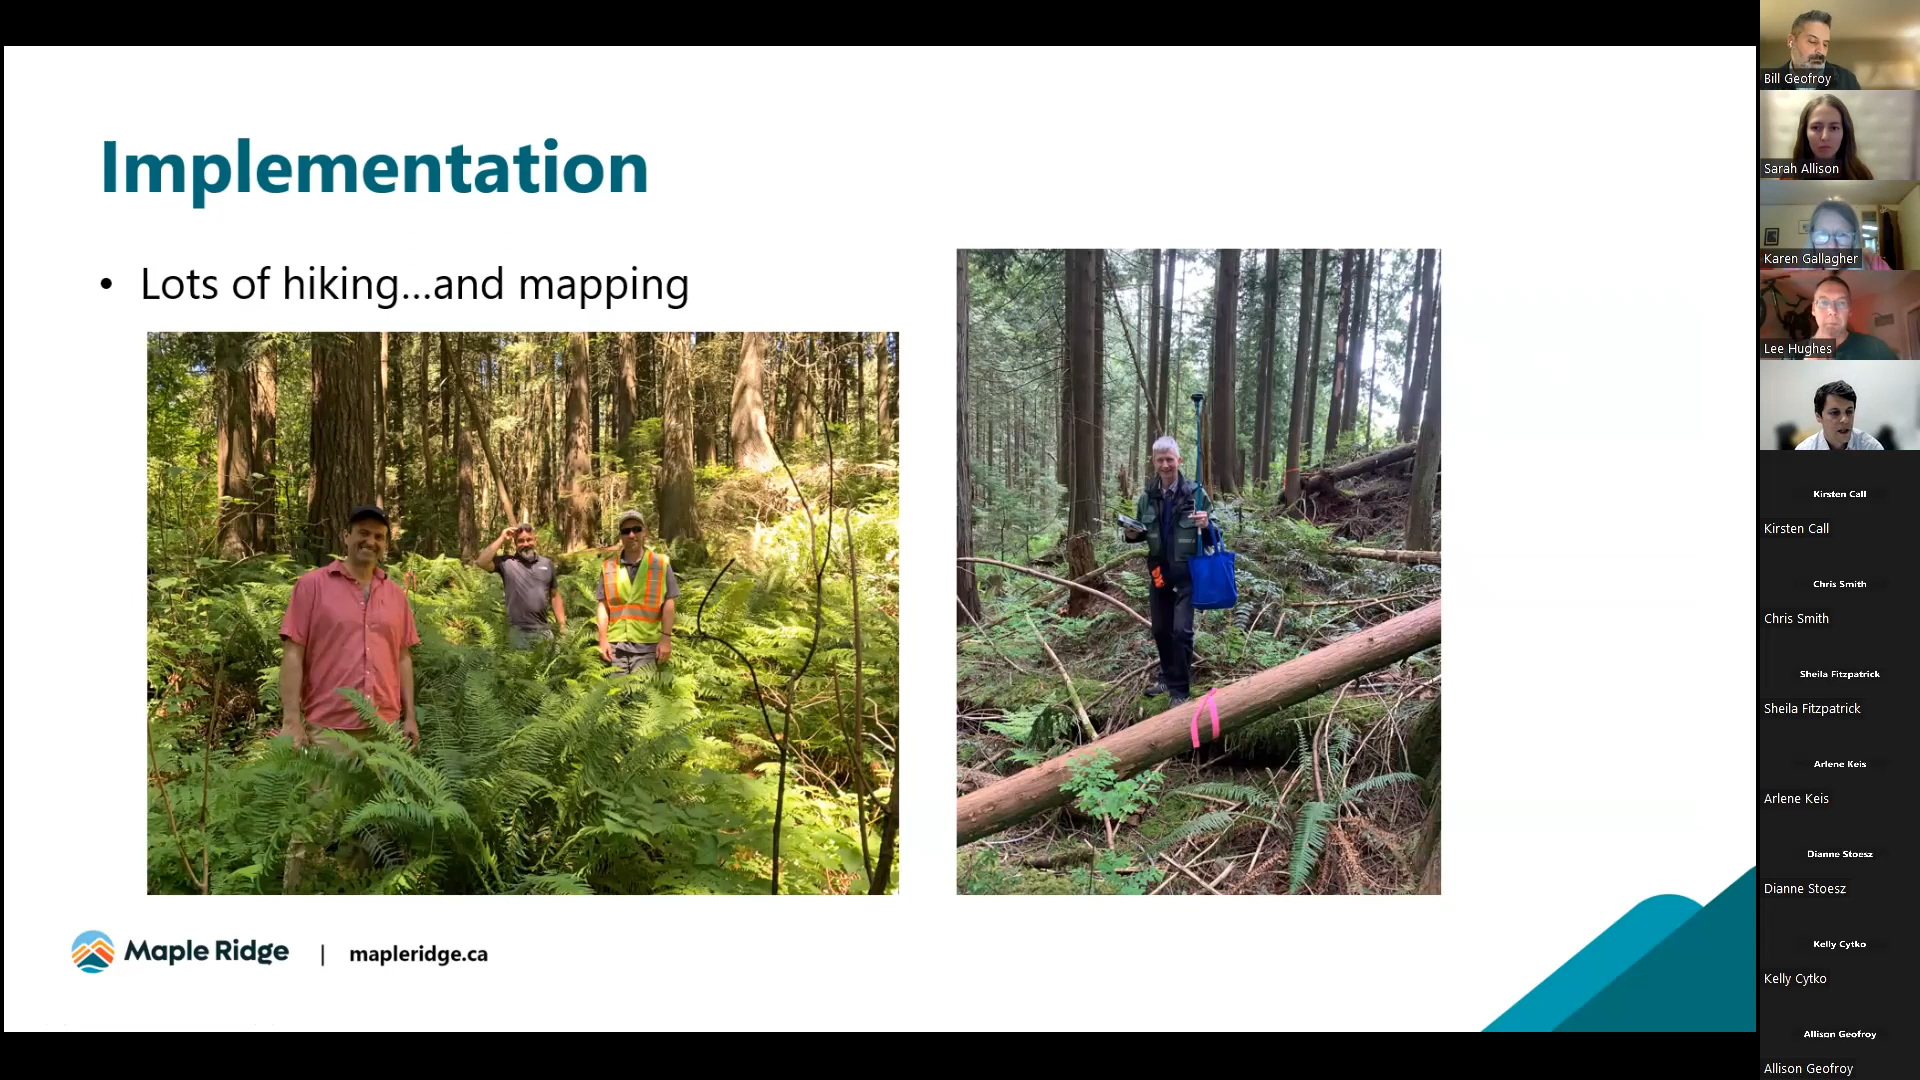 Implementation
• Lots of hiking...and mapping
Maple Ridge | mapleridge.ca
Bill Geofroy
Sarah Allison
Karen Gallagher
Lee Hughes
Kirsten Call
Kirsten Call
Chris Smith
Chris Smith
Sheila Fitzpatrick
Sheila Fitzpatrick
Arlene Keis
Arlene Keis
Dianne Stoesz
Dianne Stoesz
Kelly Cytko
Kelly Cytko
Allison Geofroy
Allison Geofroy